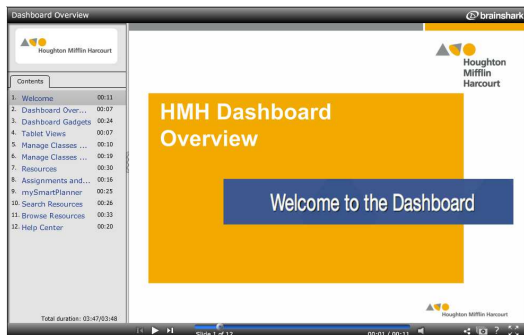 Dashboard Overview
brainshark
Houghton Mifflin Harcourt
Contents
1. Welcome 00:11
2. Dashboard Over... 00:07
3. Dashboard Gadgets 00:24
4. Tablet Views 00:07
5. Manage Classes ... 00:10
6. Manage Classes ... 00:19
7. Resources 00:30
8. Assignments and... 00:16
9. mySmartPlanner 00:25
10. Search Resources 00:26
11. Browse Resources 00:33
12. Help Center 00:20
Total duration: 03:47/03:48
Houghton
Mifflin
Harcourt
HMH Dashboard
Overview
Welcome to the Dashboard
Houghton Mifflin Harcourt
Slide 1 of 12
00:01 / 00:11
?